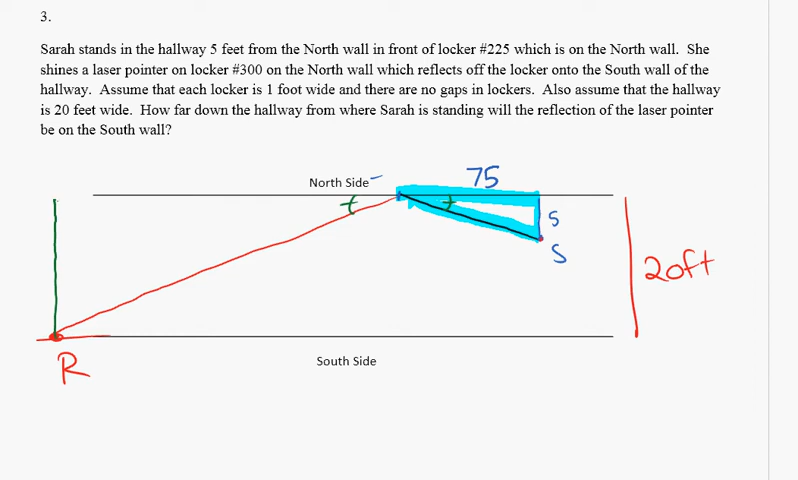 3.
Sarah stands in the hallway 5 feet from the North wall in front of locker #225 which is on the North wall. She
shines a laser pointer on locker #300 on the North wall which reflects off the locker onto the South wall of the
hallway. Assume that each locker is 1 foot wide and there are no gaps in lockers. Also assume that the hallway
is 20 feet wide. How far down the hallway from where Sarah is standing will the reflection of the laser pointer
be on the South wall?
75
North Side
5
S
20ft
R
South Side